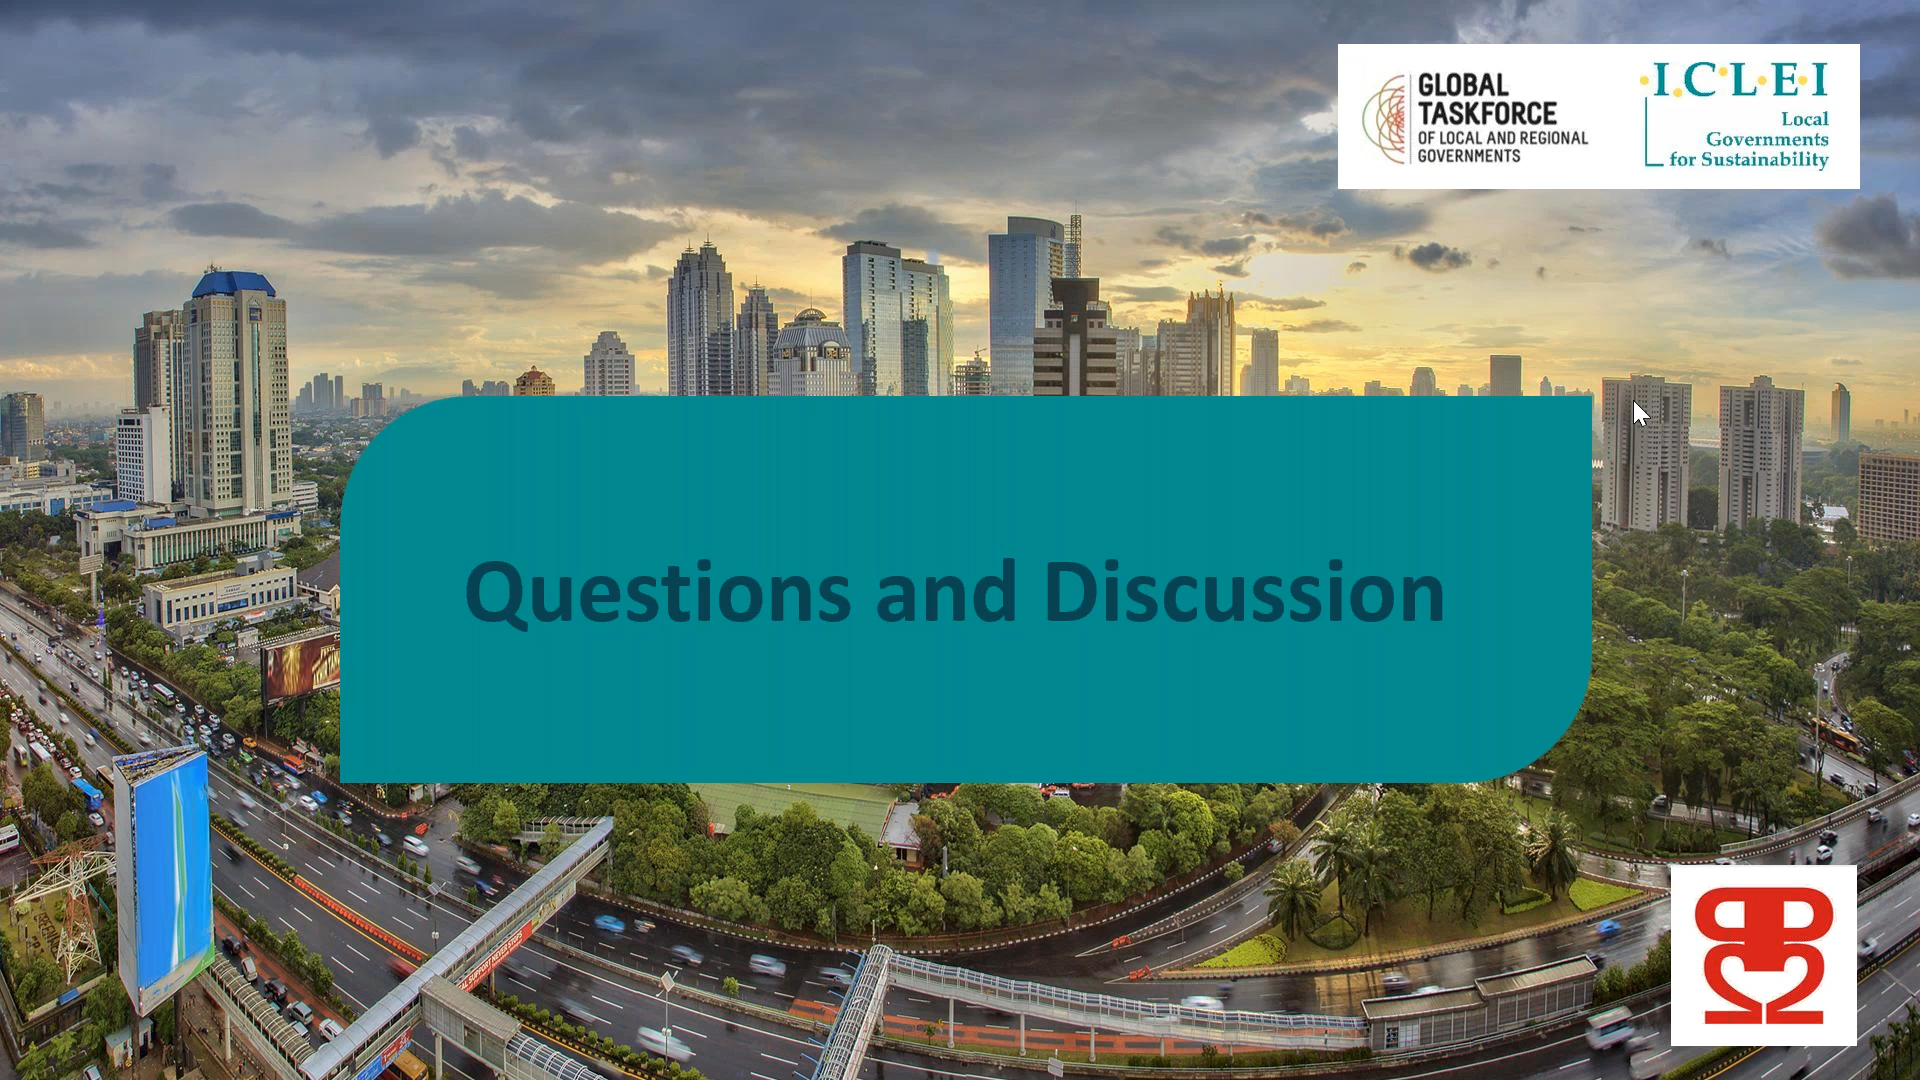 GLOBAL
TASKFORCE
OF LOCAL AND REGIONAL
GOVERNMENTS
I.C.L.E.I
Local
Governments
for Sustainability
Questions and Discussion